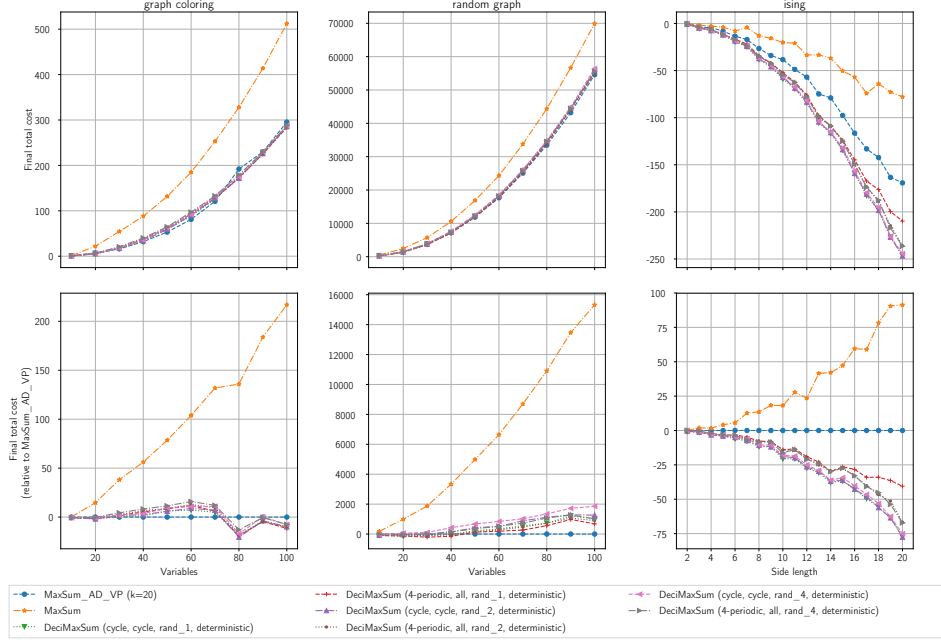 graph coloring
random graph
ising
Final total cost
500
400
300
200
100
0
70000
60000
50000
40000
30000
20000
10000
0
0
-50
-100
-150
-200
-250
Final total cost
(relative to MaxSum_AD_VP)
200
150
100
50
0
16000
14000
12000
10000
8000
6000
4000
2000
0
100
75
50
25
0
-25
-50
-75
20 40 60 80 100
Variables
20 40 60 80 100
Variables
2 4 6 8 10 12 14 16 18 20
Side length
MaxSum_AD_VP (k=20)
MaxSum
DeciMaxSum (cycle, cycle, rand_1, deterministic)
DeciMaxSum (4-periodic, all, rand_1, deterministic)
DeciMaxSum (cycle, cycle, rand_2, deterministic)
DeciMaxSum (4-periodic, all, rand_2, deterministic)
DeciMaxSum (cycle, cycle, rand_4, deterministic)
DeciMaxSum (4-periodic, all, rand_4, deterministic)